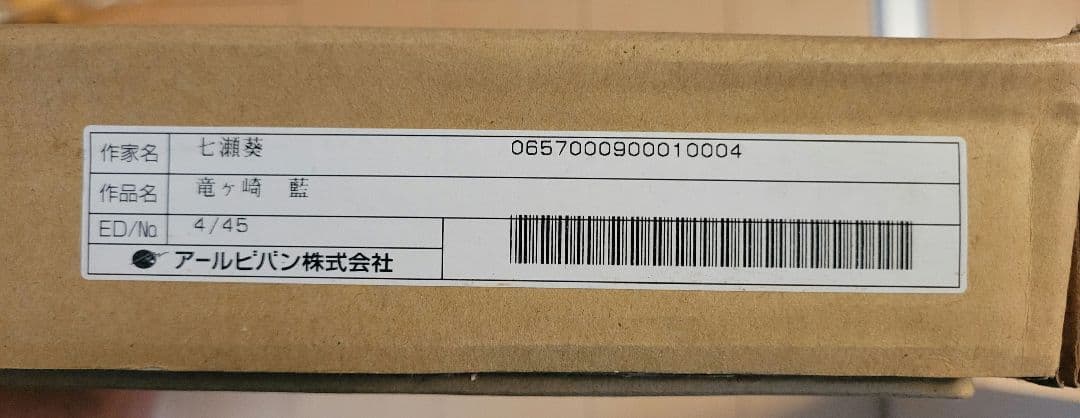 作家名 七瀬葵 0657000900010004
作品名 竜ヶ崎 藍
ED/No 4/45
アールビバン株式会社